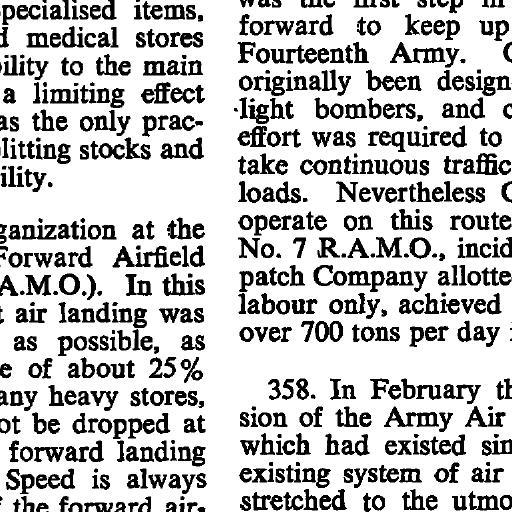 specialised items,
medical stores
to the main
a limiting effect
as the only prac-
splitting stocks and

at the
Forward Airfield
(A.M.O.). In this
air landing was
as possible, as
of about 25%
any heavy stores,
not be dropped at
forward landing
Speed is always
the forward air-
was the first step in
forward to keep up
Fourteenth Army.
originally been design
light bombers, and
effort was required to
take continuous traffic
loads. Nevertheless
operate on this route
No. 7 R.A.M.O., incid
patch Company allotte
labour only, achieved
over 700 tons per day

358. In February th
sion of the Army Air
which had existed sin
existing system of air
stretched to the utmo